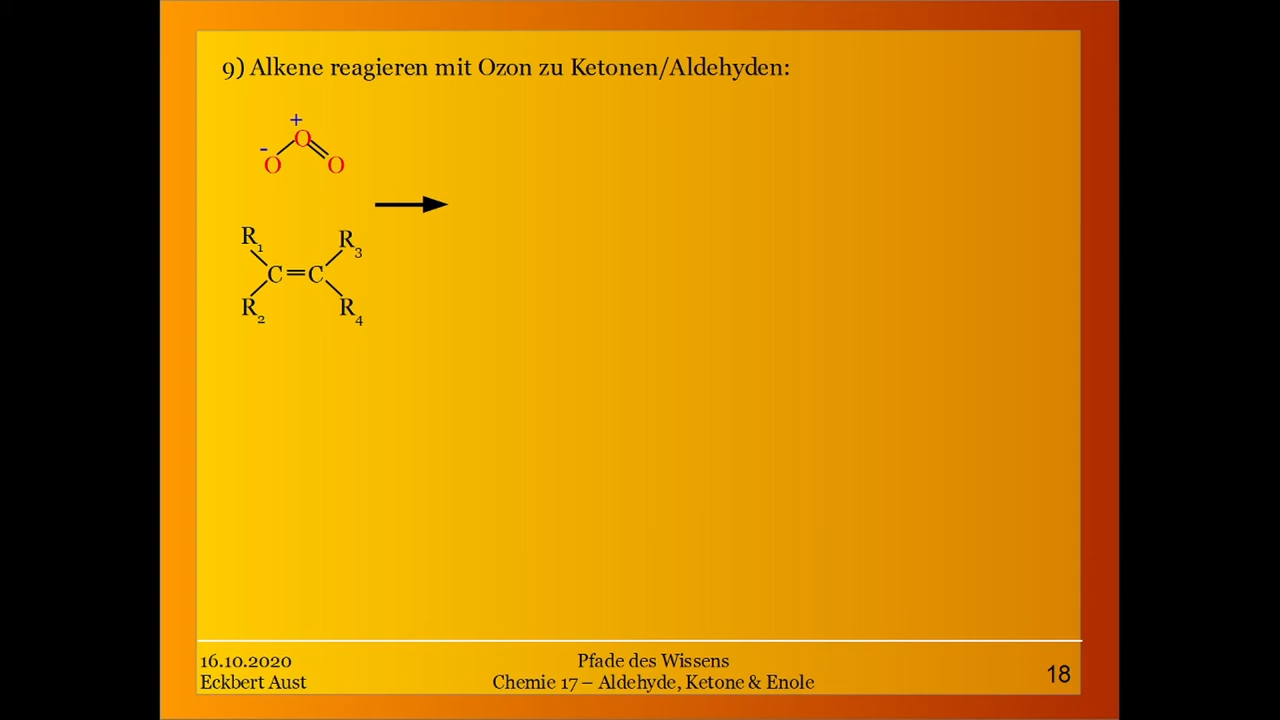 9) Alkene reagieren mit Ozon zu Ketonen/Aldehyden:
+
- O
O O
R1 R3
C=C
R2 R4
16.10.2020
Eckbert Aust
Pfade des Wissens
Chemie 17 – Aldehyde, Ketone & Enole
18